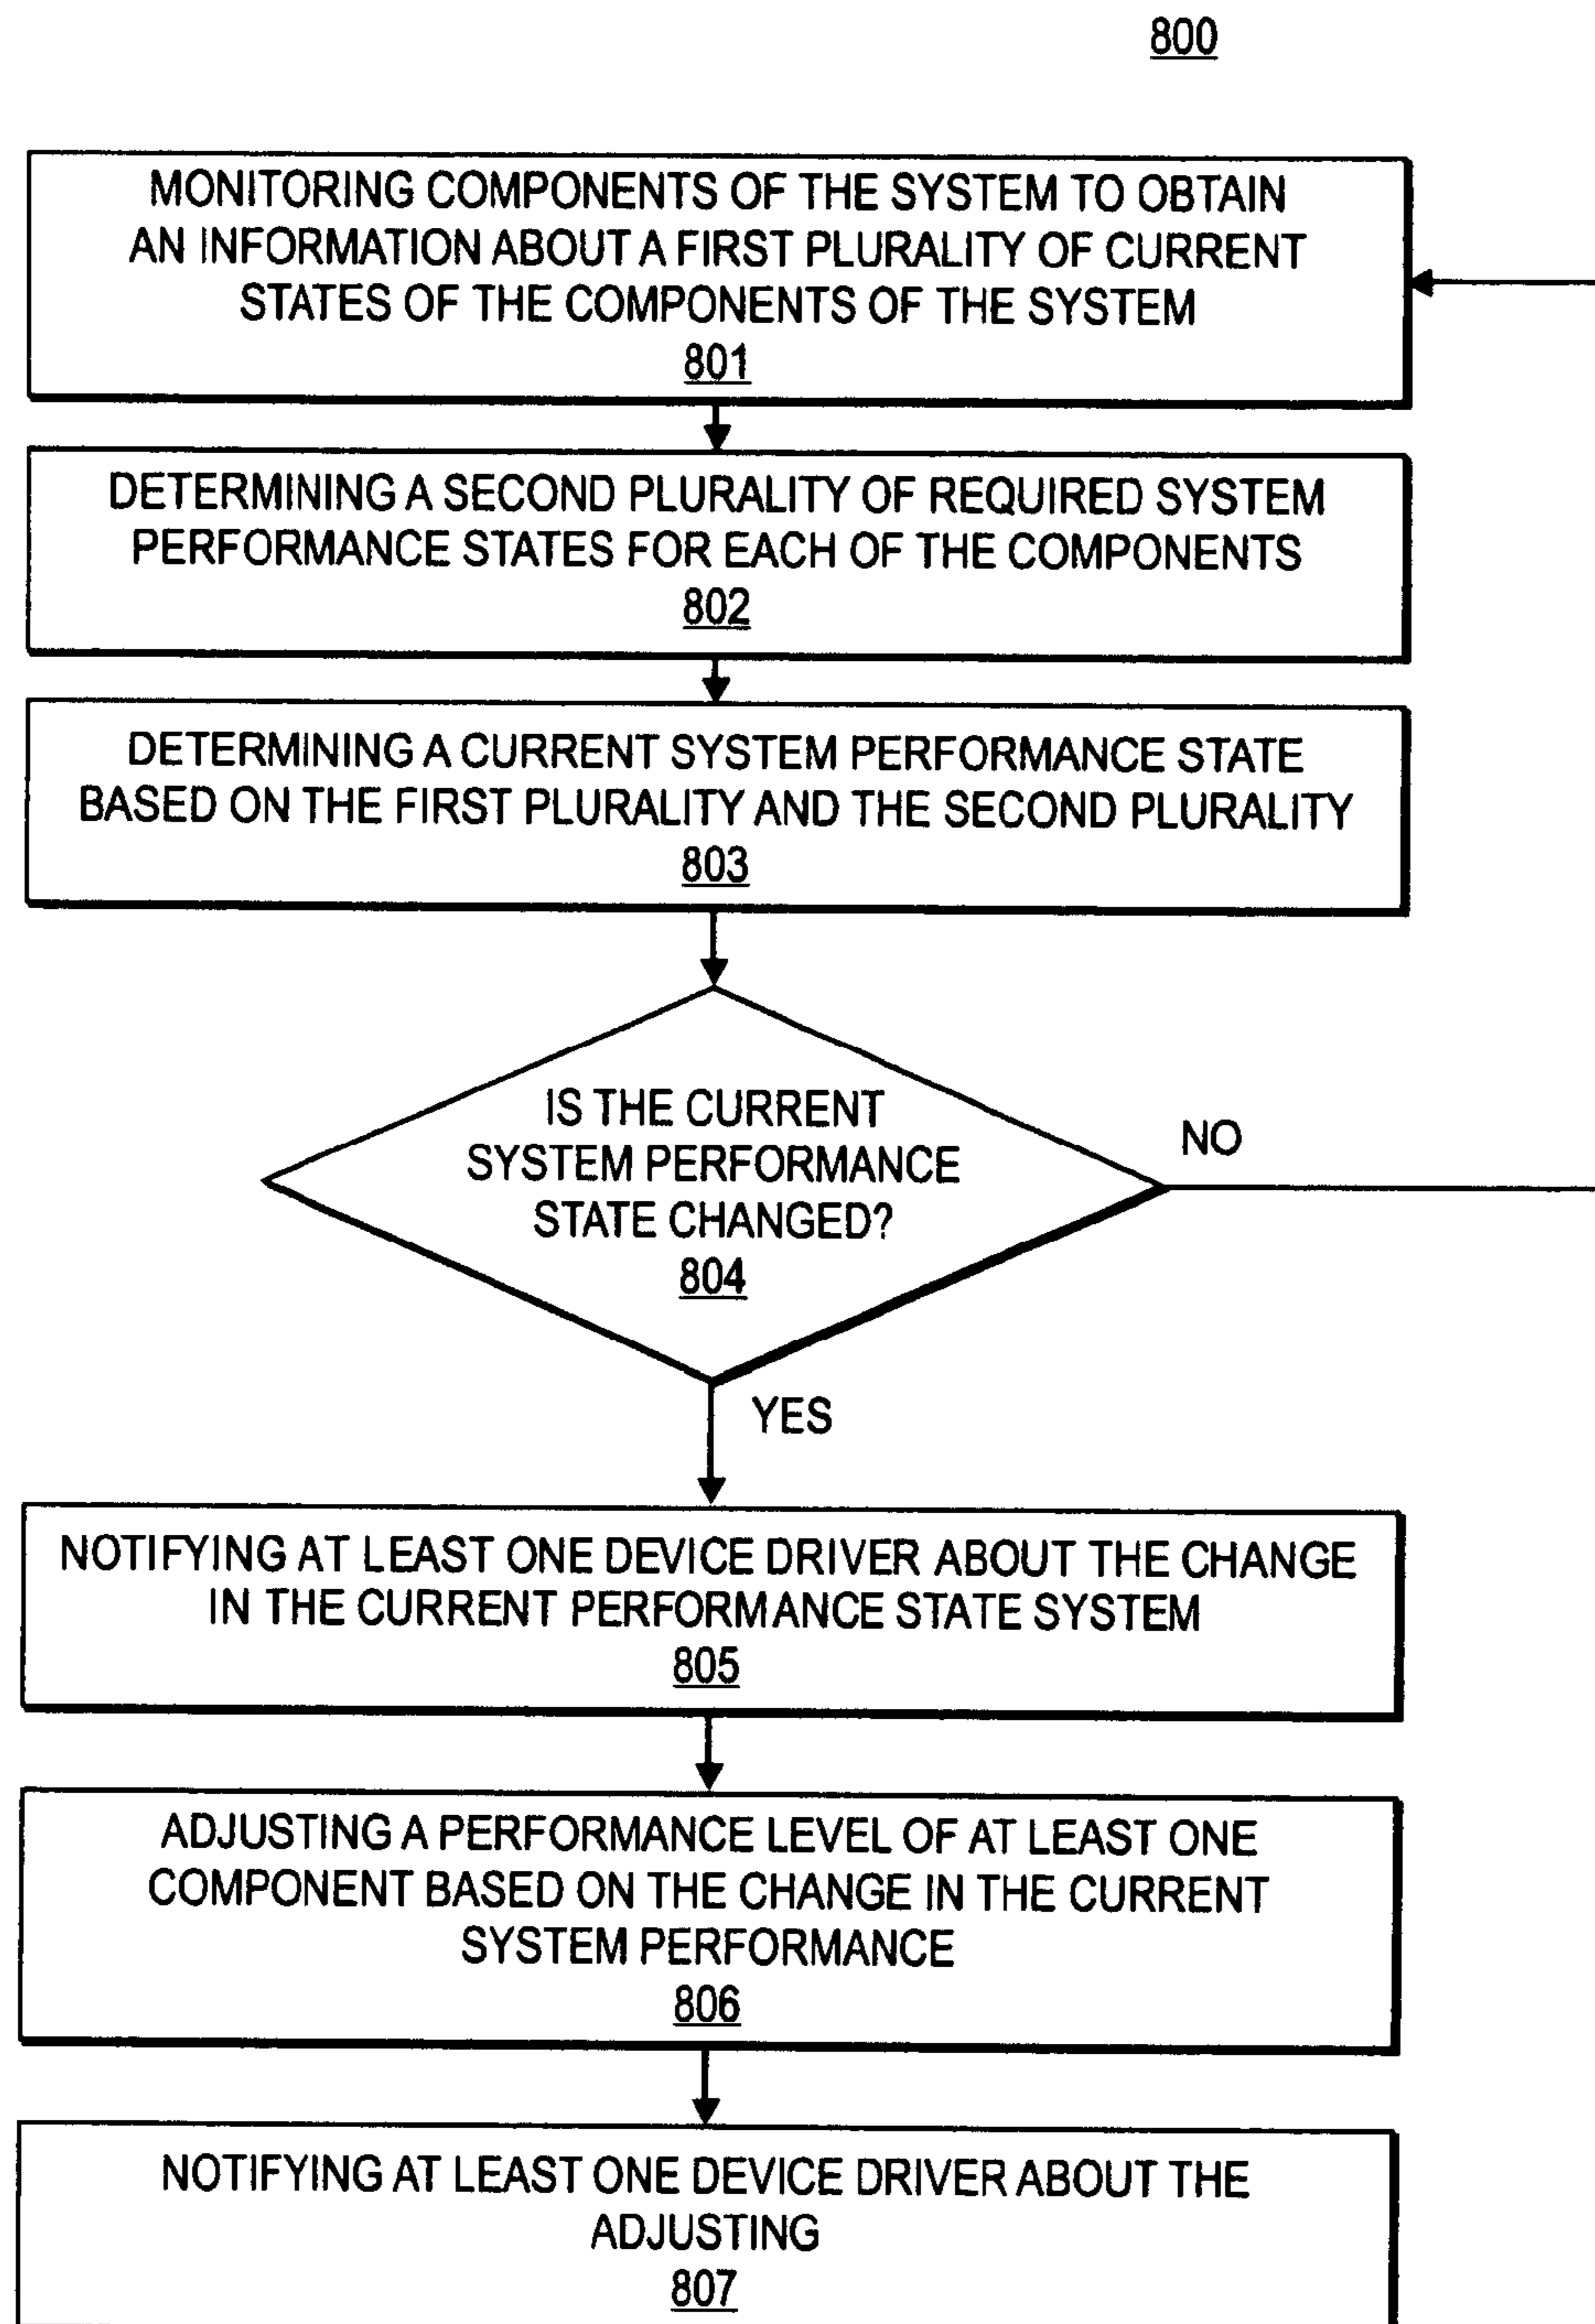 800
MONITORING COMPONENTS OF THE SYSTEM TO OBTAIN
AN INFORMATION ABOUT A FIRST PLURALITY OF CURRENT
STATES OF THE COMPONENTS OF THE SYSTEM
801
DETERMINING A SECOND PLURALITY OF REQUIRED SYSTEM
PERFORMANCE STATES FOR EACH OF THE COMPONENTS
802
DETERMINING A CURRENT SYSTEM PERFORMANCE STATE
BASED ON THE FIRST PLURALITY AND THE SECOND PLURALITY
803
IS THE CURRENT
SYSTEM PERFORMANCE
STATE CHANGED?
804
NO
YES
NOTIFYING AT LEAST ONE DEVICE DRIVER ABOUT THE CHANGE
IN THE CURRENT PERFORMANCE STATE SYSTEM
805
ADJUSTING A PERFORMANCE LEVEL OF AT LEAST ONE
COMPONENT BASED ON THE CHANGE IN THE CURRENT
SYSTEM PERFORMANCE
806
NOTIFYING AT LEAST ONE DEVICE DRIVER ABOUT THE
ADJUSTING
807